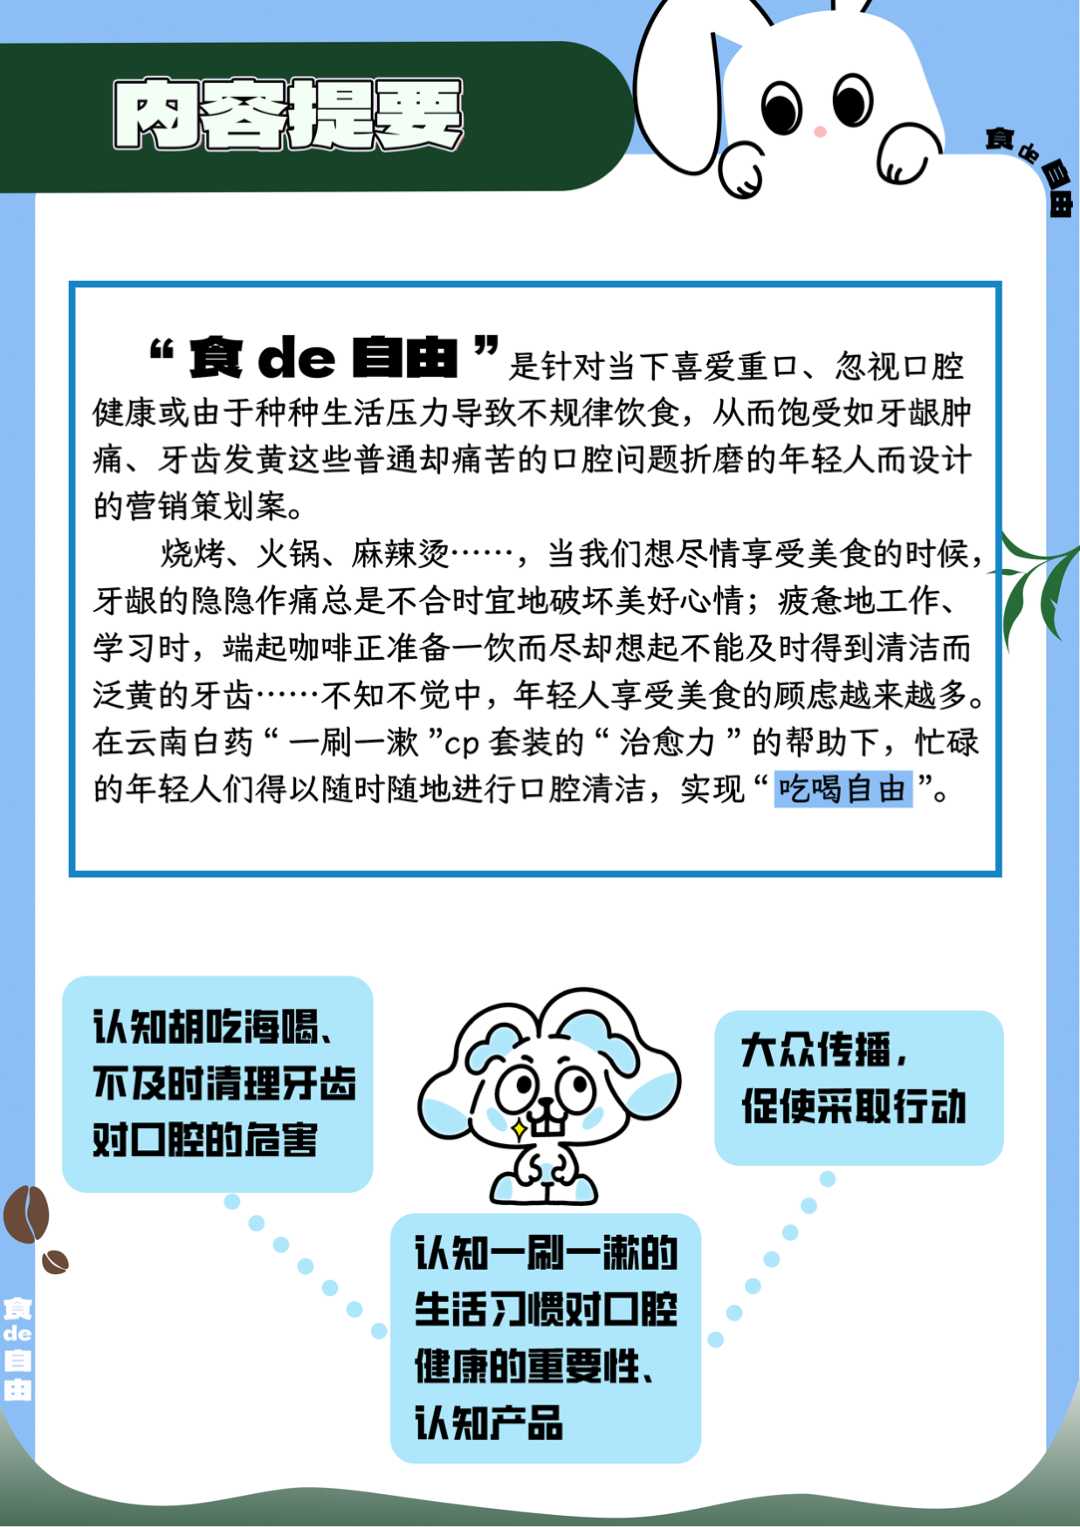 内容提要
食de自由
“食de自由”是针对当下喜爱重口、忽视口腔
健康或由于种种生活压力导致不规律饮食，从而饱受如牙龈肿
痛、牙齿发黄这些普通却痛苦的口腔问题折磨的年轻人而设计
的营销策划案。
烧烤、火锅、麻辣烫……，当我们想尽情享受美食的时候，
牙龈的隐隐作痛总是不合时宜地破坏美好心情；疲惫地工作、
学习时，端起咖啡正准备一饮而尽却想起不能及时得到清洁而
泛黄的牙齿……不知不觉中，年轻人享受美食的顾虑越来越多。
在云南白药“一刷一漱”cp套装的“治愈力”的帮助下，忙碌
的年轻人们得以随时随地进行口腔清洁，实现“吃喝自由”。
认知胡吃海喝、
不及时清理牙齿
对口腔的危害
大众传播，
促使采取行动
认知一刷一漱的
生活习惯对口腔
健康的重要性、
认知产品
食
de
自
由